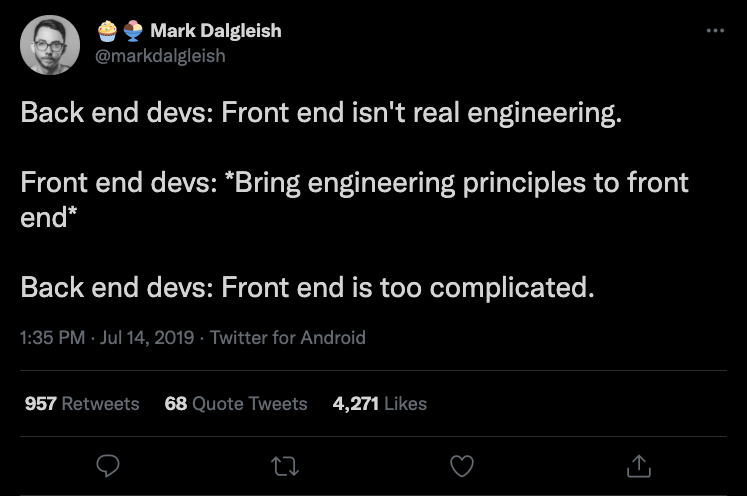 🧁🍧 Mark Dalgleish
@markdalgleish
Back end devs: Front end isn't real engineering.
Front end devs: *Bring engineering principles to front
end*
Back end devs: Front end is too complicated.
1:35 PM · Jul 14, 2019 · Twitter for Android
957 Retweets 68 Quote Tweets 4,271 Likes